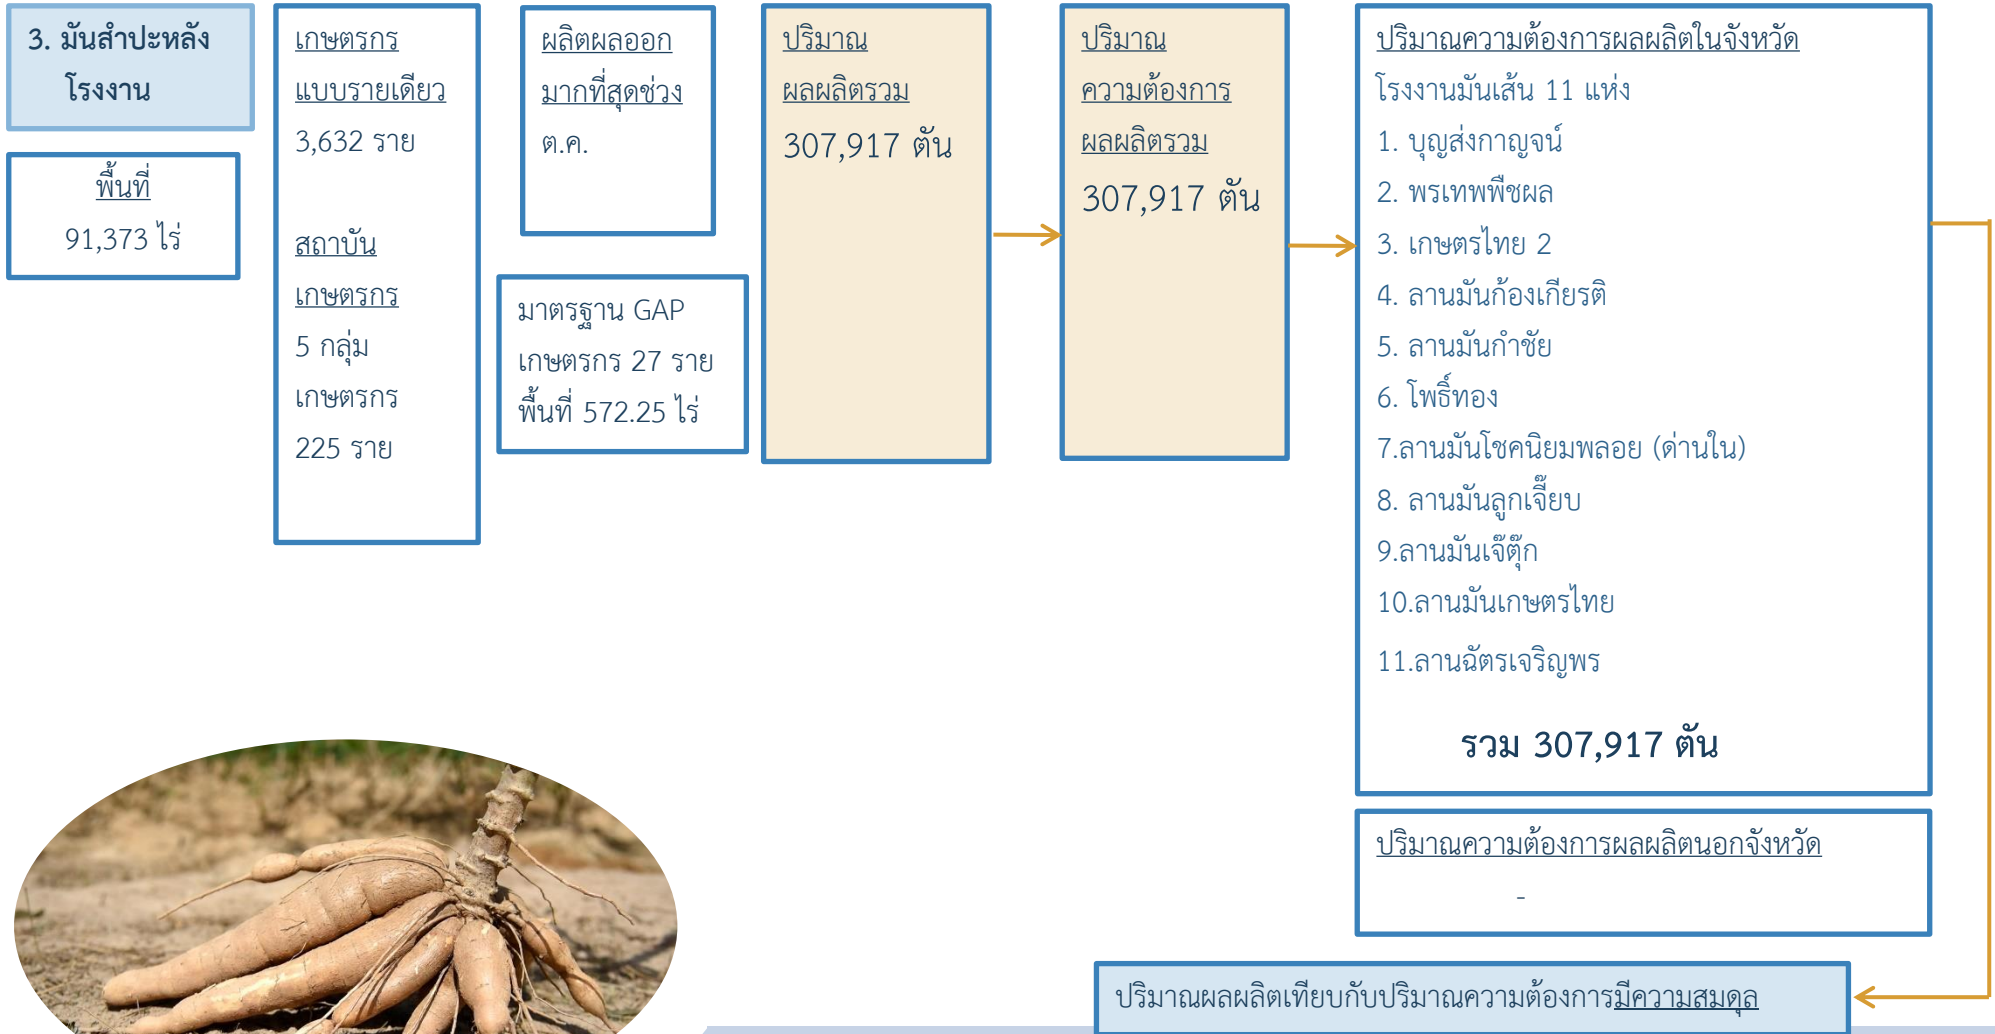 3. มันสำปะหลัง
โรงงาน
พื้นที่
91,373 ไร่
เกษตรกร
แบบรายเดียว
3,632 ราย
สถาบัน
เกษตรกร
5 กลุ่ม
เกษตรกร
225 ราย
ผลิตผลออก
มากที่สุดช่วง
ต.ค.
มาตรฐาน GAP
เกษตรกร 27 ราย
พื้นที่ 572.25 ไร่
ปริมาณ
ผลผลิตรวม
307,917 ตัน
ปริมาณ
ความต้องการ
ผลผลิตรวม
307,917 ตัน
ปริมาณความต้องการผลผลิตในจังหวัด
โรงงานมันเส้น 11 แห่ง
1. บุญส่งกาญจน์
2. พรเทพพืชผล
3. เกษตรไทย 2
4. ลานมันก้องเกียรติ
5. ลานมันกำชัย
6. โพธิ์ทอง
7.ลานมันโชคนิยมพลอย (ด่านใน)
8. ลานมันลูกเจี๊ยบ
9.ลานมันเจ๊ตุ๊ก
10.ลานมันเกษตรไทย
11.ลานฉัตรเจริญพร
รวม 307,917 ตัน
ปริมาณความต้องการผลผลิตนอกจังหวัด
-
ปริมาณผลผลิตเทียบกับปริมาณความต้องการมีความสมดุล